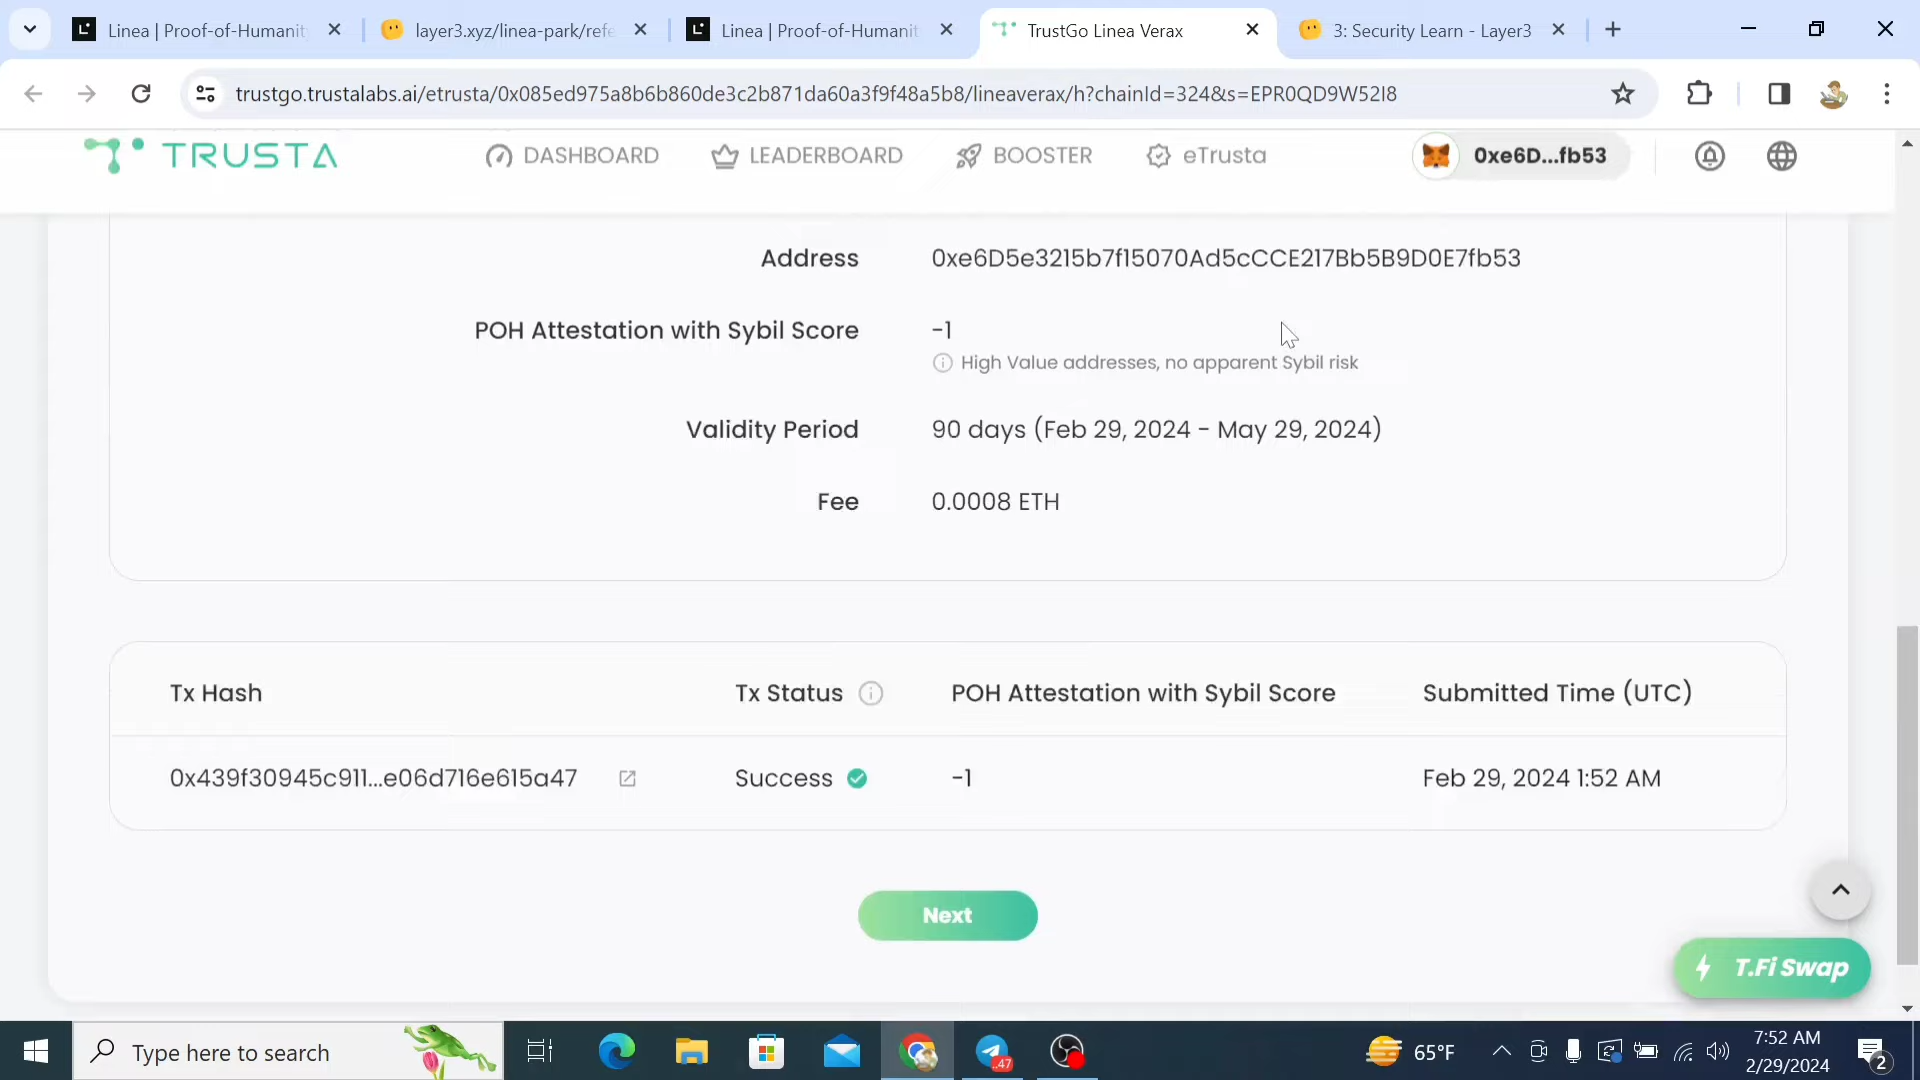 Linea | Proof-of-Humanit
layer3.xyz/linea-park/refe
Linea | Proof-of-Humanit
TrustGo Linea Verax
3: Security Learn - Layer3
trustgo.trustalabs.ai/etrusta/0x085ed975a8b6b860de3c2b871da60a3f9f48a5b8/lineaverax/h?chainId=324&s=EPR0QD9W52I8
TRUSTA
DASHBOARD
LEADERBOARD
BOOSTER
eTrusta
0xe6D...fb53
Address 0xe6D5e3215b7f15070Ad5cCCE217Bb5B9D0E7fb53
POH Attestation with Sybil Score -1
High Value addresses, no apparent Sybil risk
Validity Period 90 days (Feb 29, 2024 - May 29, 2024)
Fee 0.0008 ETH
Tx Hash Tx Status POH Attestation with Sybil Score Submitted Time (UTC)
0x439f30945c911...e06d716e615a47 Success -1 Feb 29, 2024 1:52 AM
Next
T.Fi Swap
Type here to search
..47
65°F
7:52 AM
2/29/2024
2